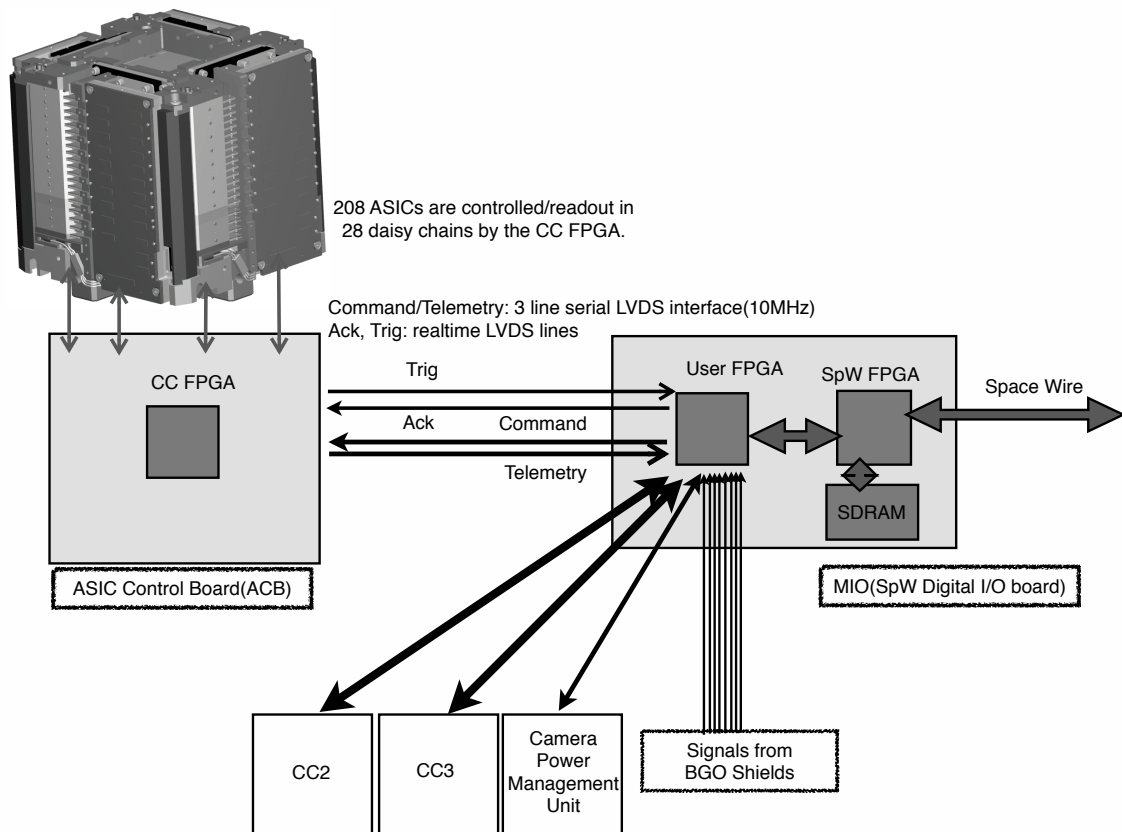 208 ASICs are controlled/readout in
28 daisy chains by the CC FPGA.
Command/Telemetry: 3 line serial LVDS interface(10MHz)
Ack, Trig: realtime LVDS lines
CC FPGA
Trig
Ack
Command
Telemetry
User FPGA
SpW FPGA
Space Wire
SDRAM
ASIC Control Board(ACB)
MIO(SpW Digital I/O board)
CC2
CC3
Camera
Power
Management
Unit
Signals from
BGO Shields